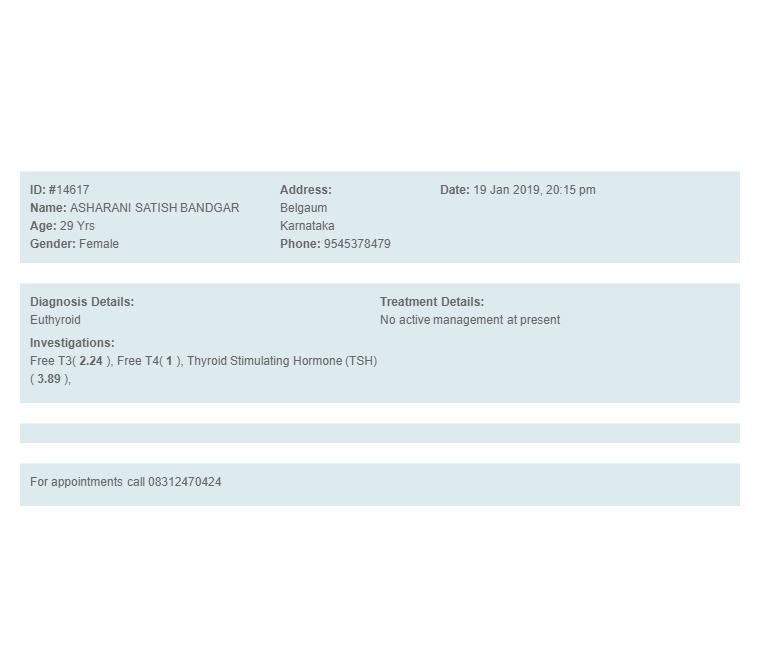 ID: #14617
Name: ASHARANI SATISH BANDGAR
Age: 29 Yrs
Gender: Female
Address:
Belgaum
Karnataka
Phone: 9545378479
Date: 19 Jan 2019, 20:15 pm
Diagnosis Details:
Euthyroid
Investigations:
Free T3( 2.24 ), Free T4( 1 ), Thyroid Stimulating Hormone (TSH)
( 3.89 ),
Treatment Details:
No active management at present
For appointments call 08312470424